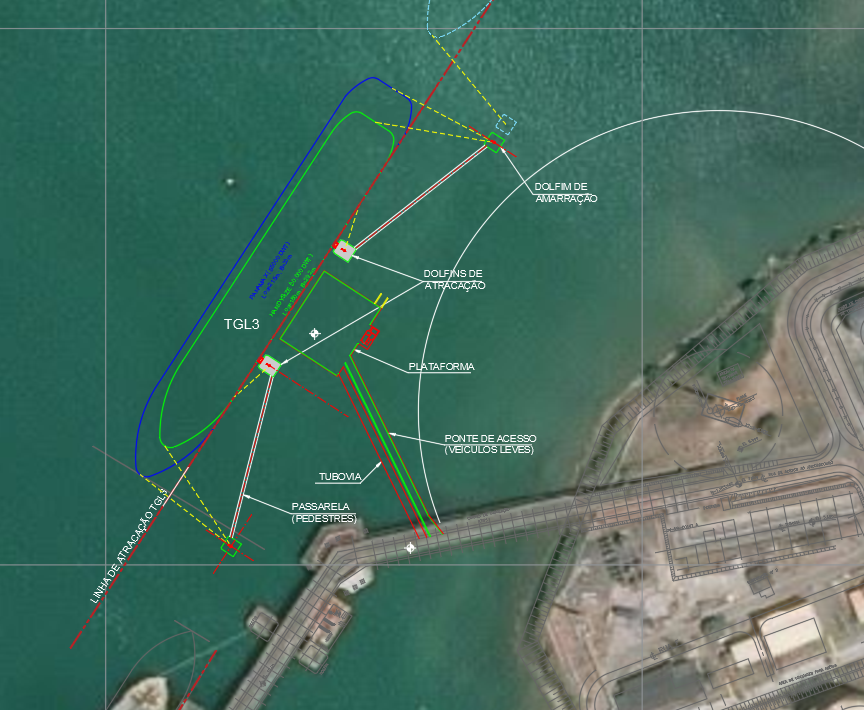 DOLFIM DE
AMARRAÇÃO
DOLFINS DE
ATRACAÇÃO
TGL3
PLATAFORMA
PONTE DE ACESSO
(VEÍCULOS LEVES)
TUBOVIA
PASSARELA
(PEDESTRES)
LINHA DE ATRACAÇÃO TGL3